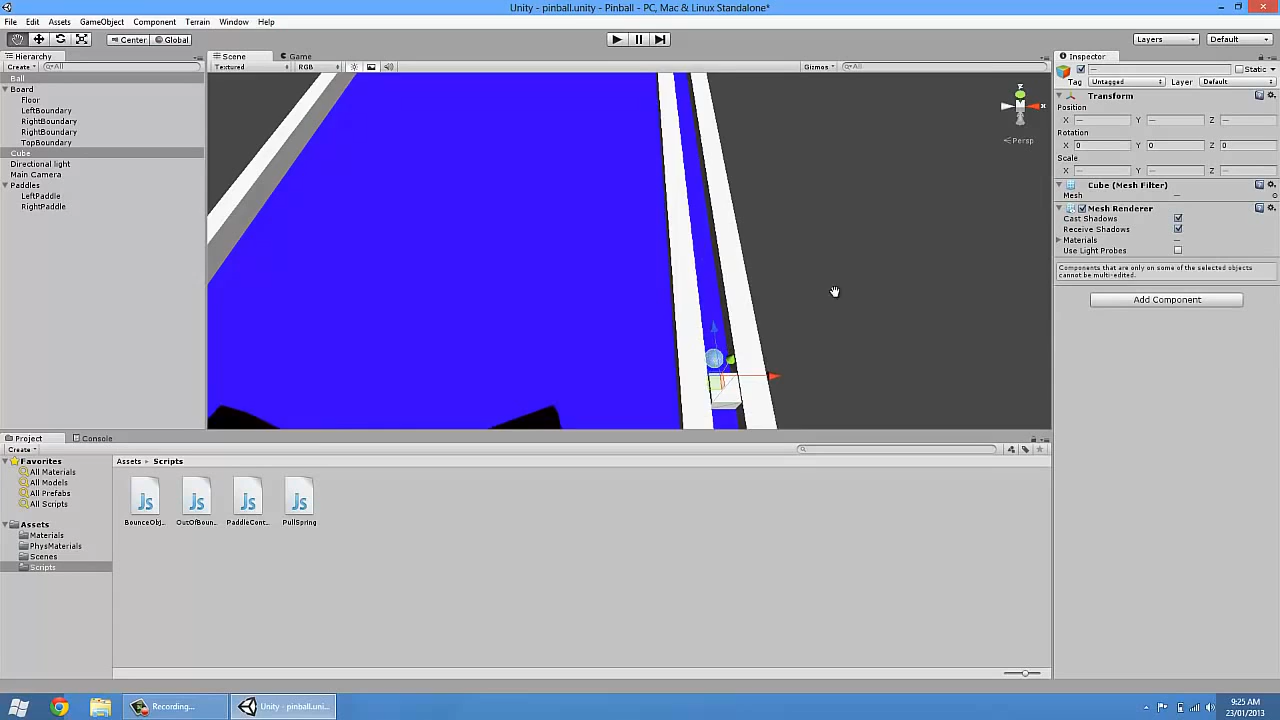 Unity - pinball.unity - Pinball - PC, Mac & Linux Standalone*
File Edit Assets GameObject Component Terrain Window Help
Center Global Layers Default
Hierarchy Scene Game Inspector
Create All Textured RGB Gizmos All Static
Tag Untagged Layer Default
Ball
Board
Floor
LeftBoundary
RightBoundary
RightBoundary
TopBoundary
Cube
Directional light
Main Camera
Paddles
LeftPaddle
RightPaddle
Y
X
Persp
Transform
Position
X — Y — Z —
Rotation
X 0 Y 0 Z 0
Scale
X — Y — Z —
Cube (Mesh Filter)
Mesh —
Mesh Renderer
Cast Shadows
Receive Shadows
Materials —
Use Light Probes
Components that are only on some of the selected objects
cannot be multi-edited.
Add Component
Project Console
Create
Favorites
All Materials
All Models
All Prefabs
All Scripts
Assets
Materials
PhysMaterials
Scenes
Scripts
Assets Scripts
Js Js Js Js
BounceObj... OutOfBoun... PaddleCont... PullSpring
Recording... Unity - pinball.uni...
9:25 AM
23/01/2013